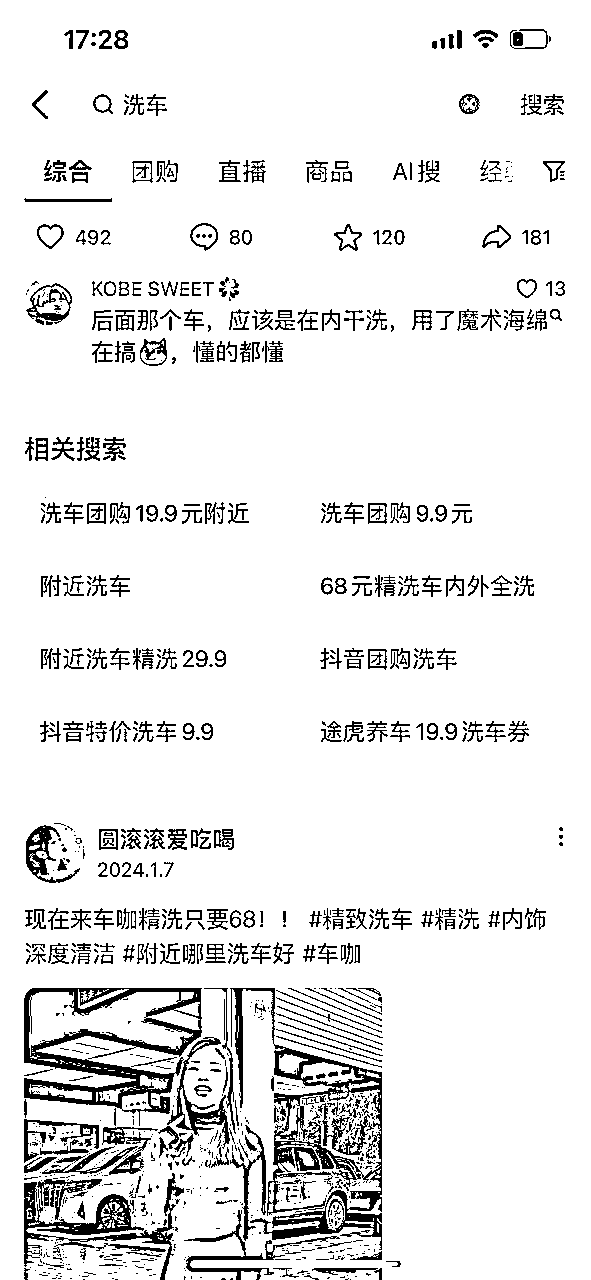 17:28
洗车
搜索
综合 团购 直播 商品 AI搜 经验
492 80 120 181
KOBE SWEET 13
后面那个车，应该是在内干洗，用了魔术海绵
在搞，懂的都懂
相关搜索
洗车团购19.9元附近 洗车团购9.9元
附近洗车 68元精洗车内外全洗
附近洗车精洗29.9 抖音团购洗车
抖音特价洗车9.9 途虎养车19.9洗车券
圆滚滚爱吃喝
2024.1.7
现在来车咖精洗只要68！！ #精致洗车 #精洗 #内饰
深度清洁 #附近哪里洗车好 #车咖